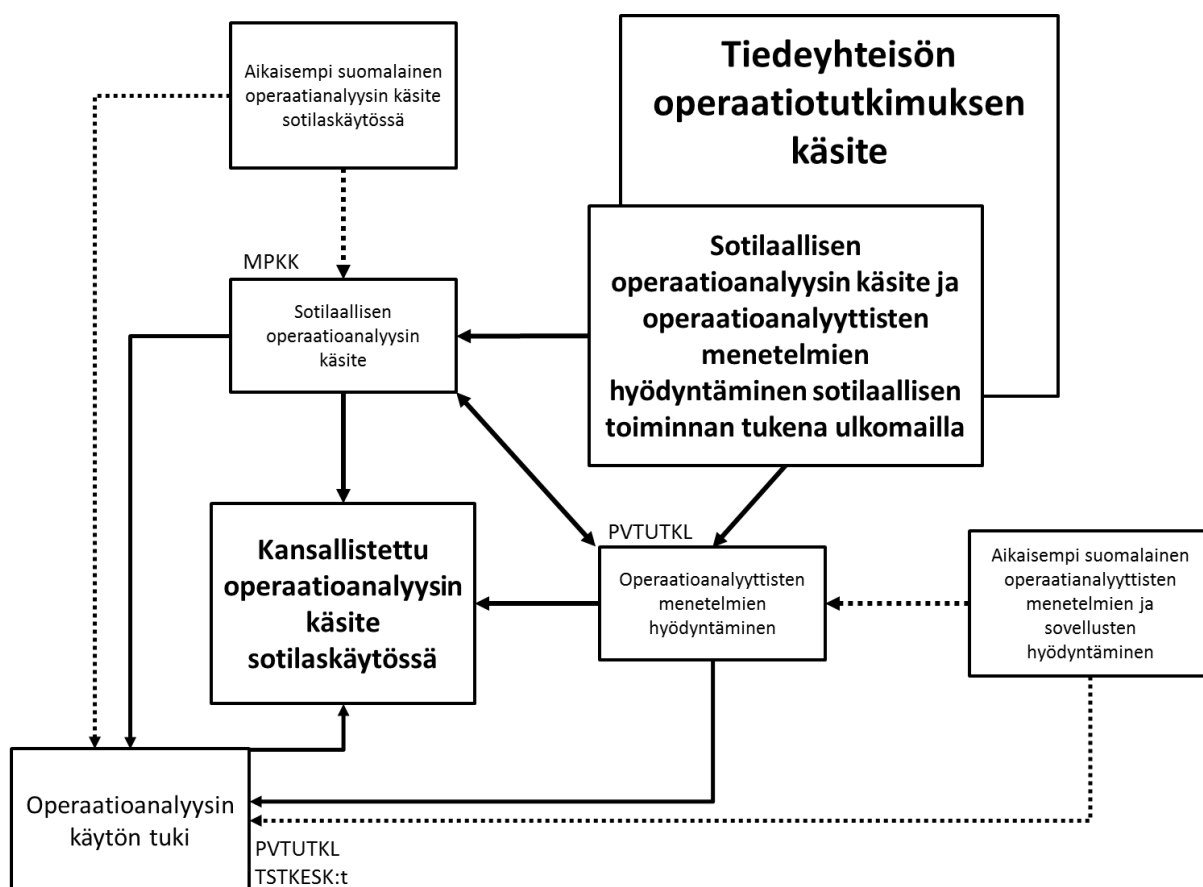 Aikaisempi suomalainen
operaatianalyysin käsite
sotilaskäytössä
Tiedeyhteisön
operaatiotutkimuksen
käsite
Sotilaallisen
operaatioanalyysin käsite ja
operaatioanalyyttisten
menetelmien
hyödyntäminen sotilaallisen
toiminnan tukena ulkomailla
MPKK
Sotilaallisen
operaatioanalyysin
käsite
Kansallistettu
operaatioanalyysin
käsite
sotilaskäytössä
PVTUTKL
Operaatioanalyyttisten
menetelmien
hyödyntäminen
Aikaisempi suomalainen
operaatianalyyttisten
menetelmien ja
sovellusten
hyödyntäminen
Operaatioanalyysin
käytön tuki
PVTUTKL
TSTKESK:t